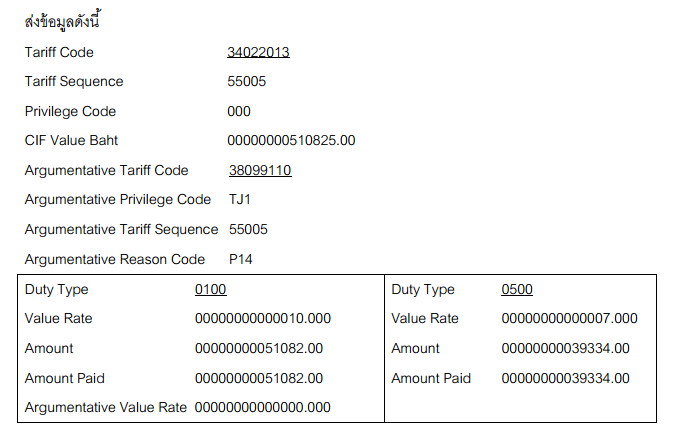 ส่งข้อมูลดังนี้
Tariff Code 34022013
Tariff Sequence 55005
Privilege Code 000
CIF Value Baht 00000000510825.00
Argumentative Tariff Code 38099110
Argumentative Privilege Code TJ1
Argumentative Tariff Sequence 55005
Argumentative Reason Code P14
Duty Type 0100 Duty Type 0500
Value Rate 00000000000010.000 Value Rate 00000000000007.000
Amount 00000000051082.00 Amount 00000000039334.00
Amount Paid 00000000051082.00 Amount Paid 00000000039334.00
Argumentative Value Rate 00000000000000.000